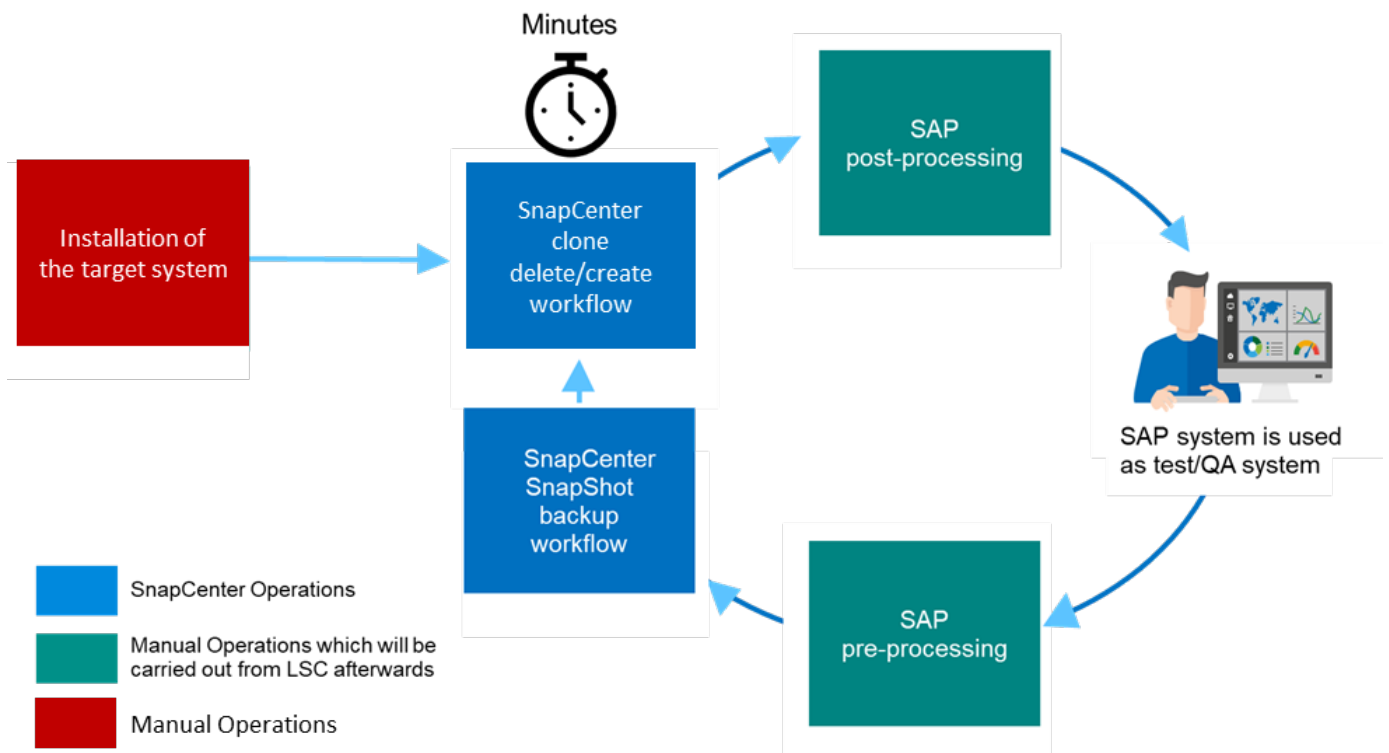 Minutes
Installation of
the target system
SnapCenter
clone
delete/create
workflow
SAP
post-processing
SAP system is used
as test/QA system
SAP
pre-processing
SnapCenter
SnapShot
backup
workflow
SnapCenter Operations
Manual Operations which will be
carried out from LSC afterwards
Manual Operations